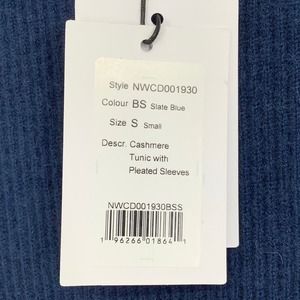 Style NWCD001930
Colour BS Slate Blue
Size S Small
Descr. Cashmere
Tunic with
Pleated Sleeves
NWCD001930BSS
1 96266 01864 1